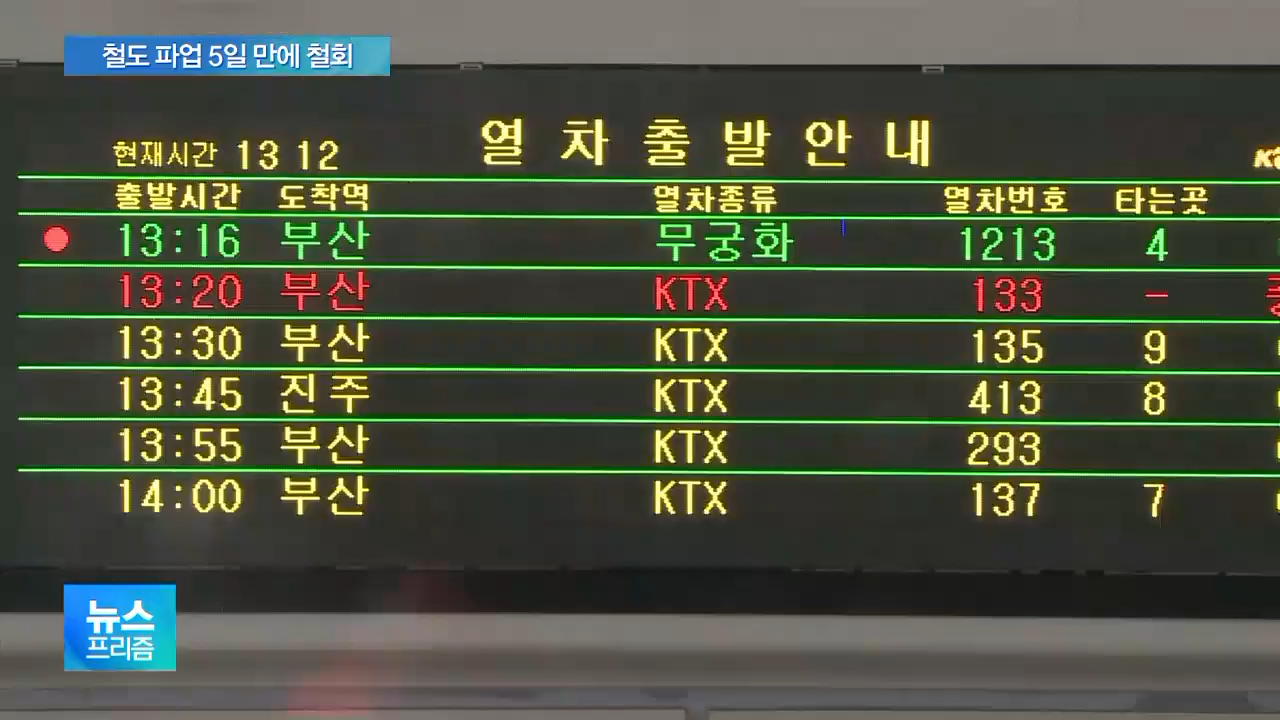 철도 파업 5일 만에 철회
열차출발안내
현재시간 13 12
출발시간 도착역 열차종류 열차번호 타는곳
13:16 부산 무궁화 1213 4
13:20 부산 KTX 133 -
13:30 부산 KTX 135 9
13:45 진주 KTX 413 8
13:55 부산 KTX 293
14:00 부산 KTX 137 7
뉴스
프리즘